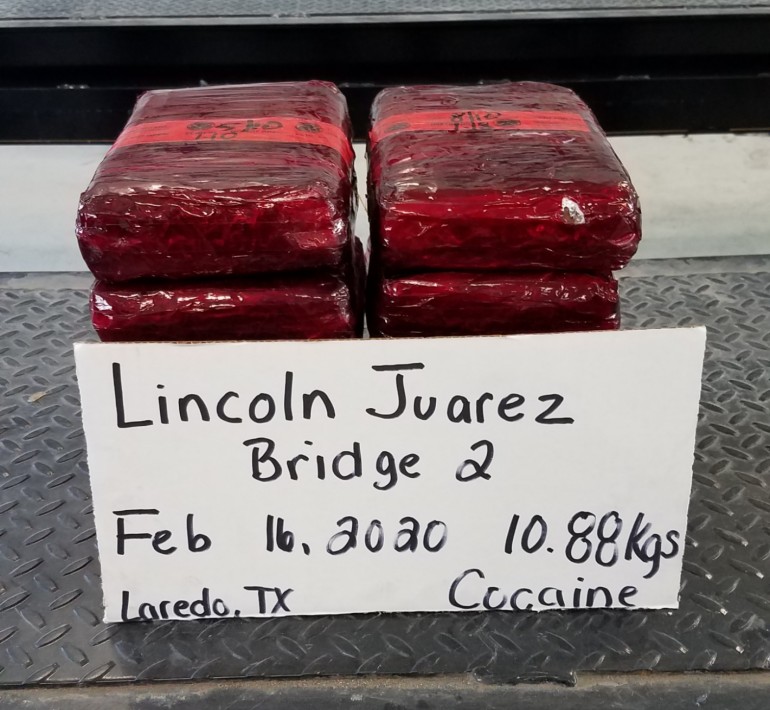 Lincoln Juarez
Bridge 2
Feb 16, 2020 10.88kgs
Laredo, TX Cocaine